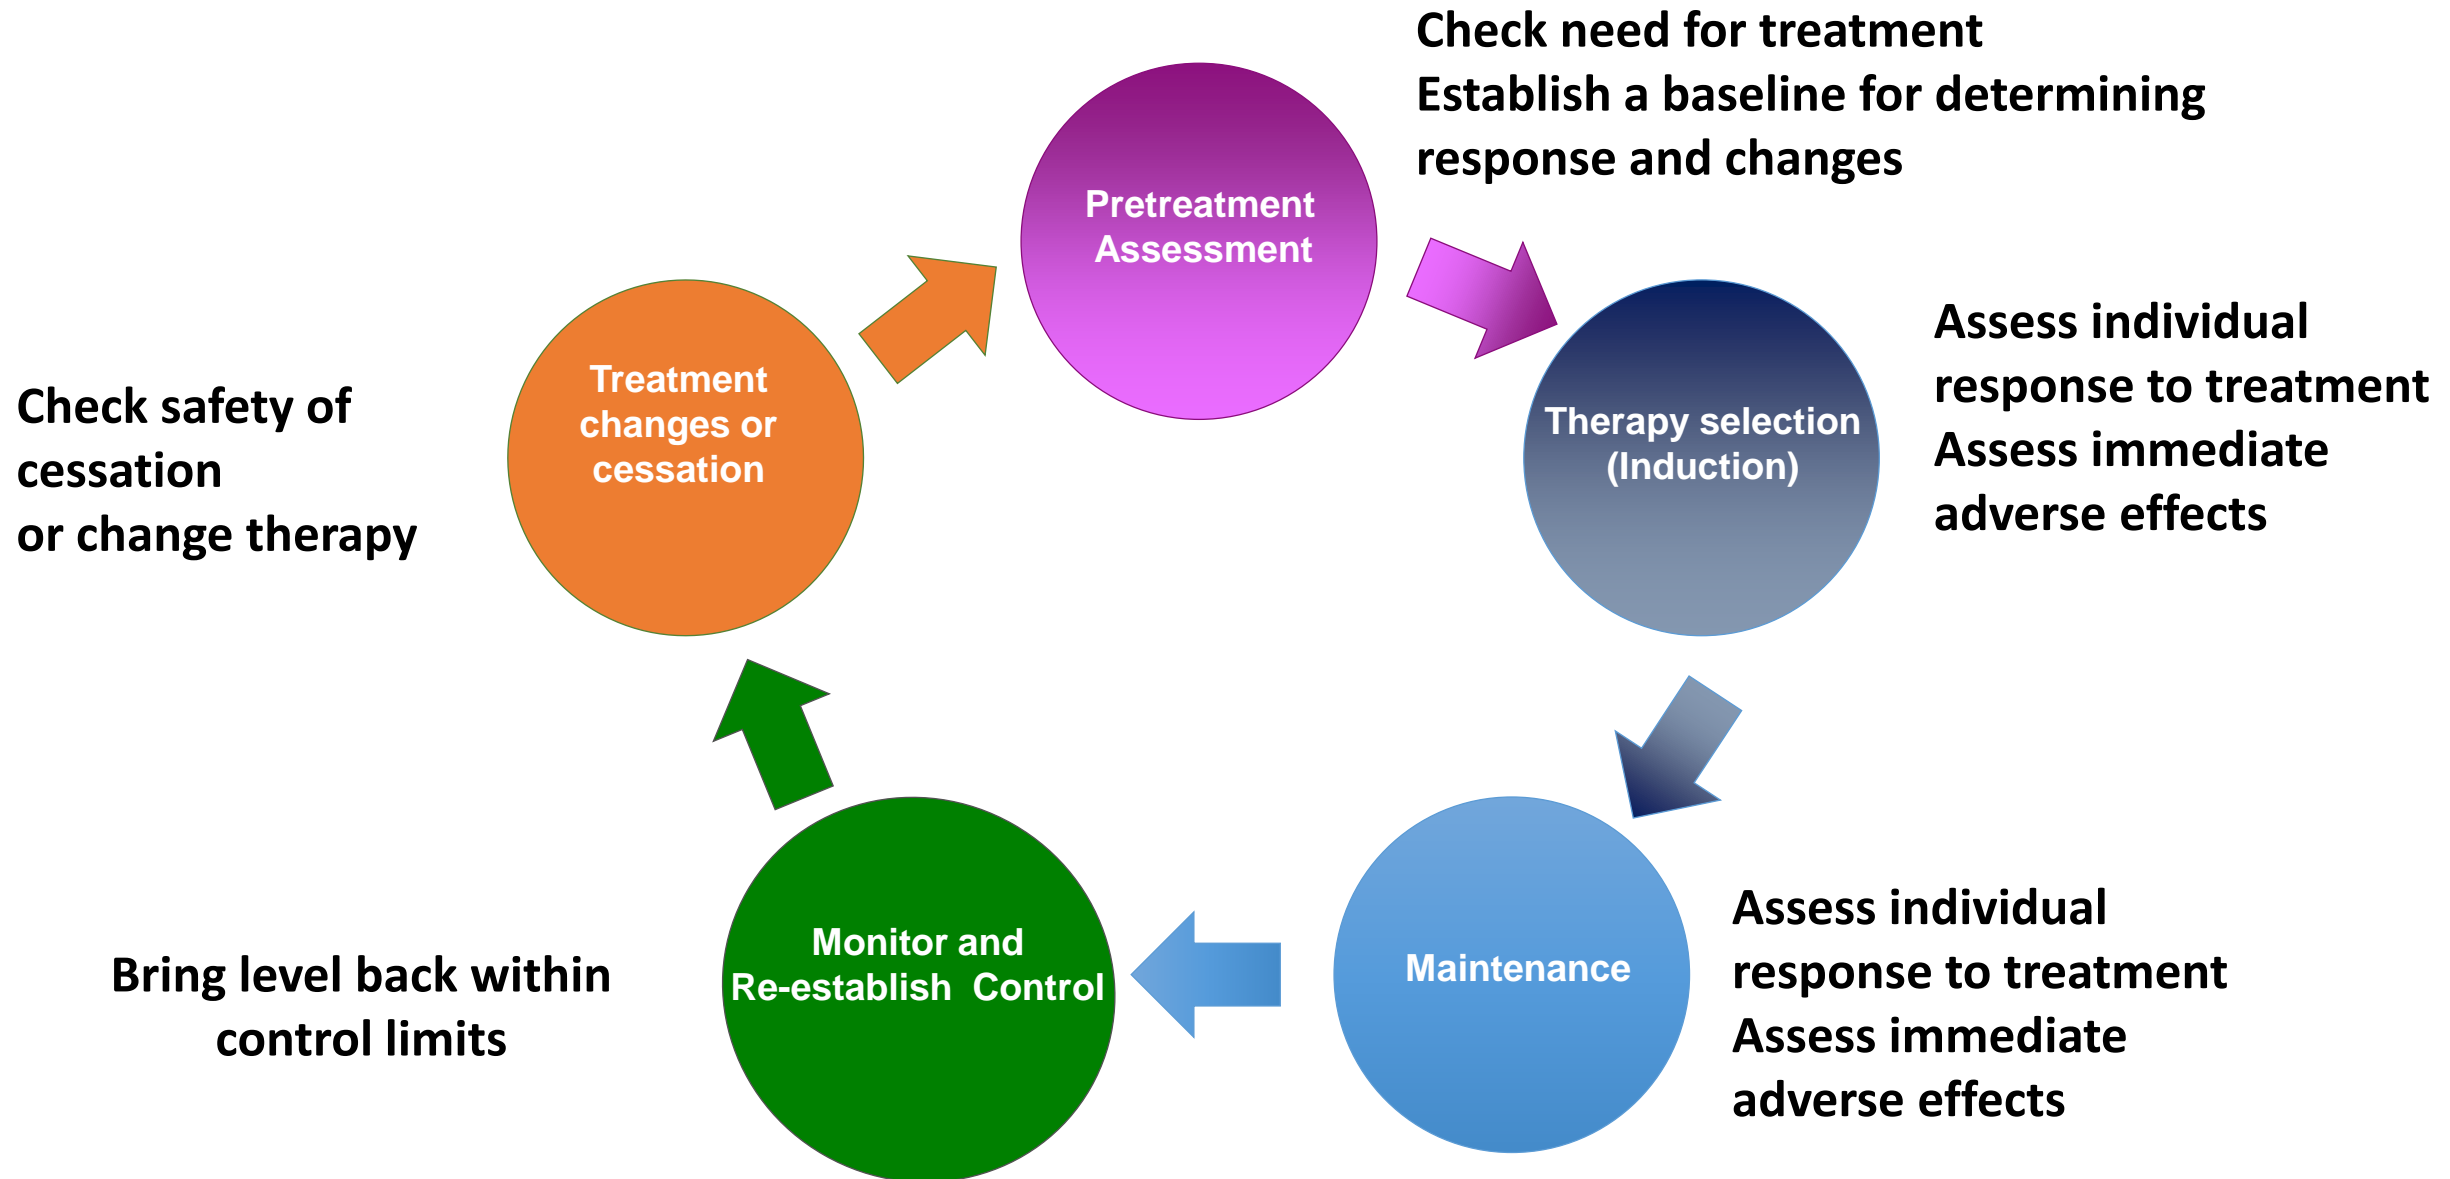 Check need for treatment
Establish a baseline for determining
response and changes
Pretreatment
Assessment
Assess individual
response to treatment
Assess immediate
adverse effects
Therapy selection
(Induction)
Treatment
changes or
cessation
Check safety of
cessation
or change therapy
Assess individual
response to treatment
Assess immediate
adverse effects
Maintenance
Monitor and
Re-establish  Control
Bring level back within
control limits